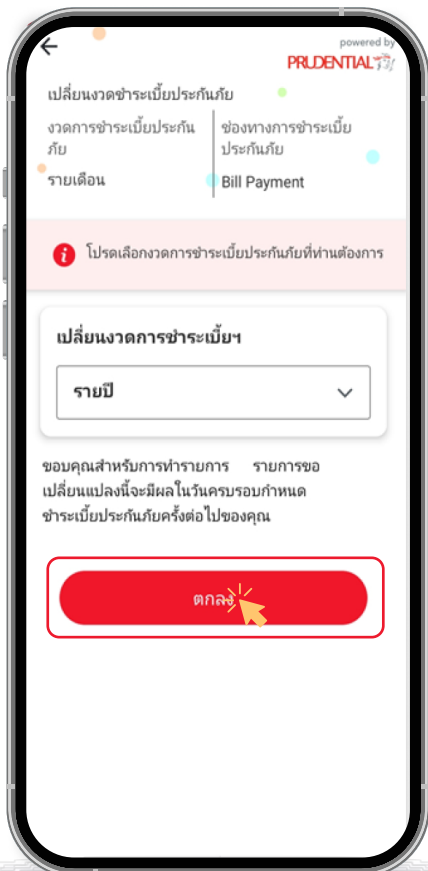 powered by
PRUDENTIAL
เปลี่ยนงวดชำระเบี้ยประกันภัย
งวดการชำระเบี้ยประกัน
ภัย
ช่องทางการชำระเบี้ย
ประกันภัย
รายเดือน
Bill Payment
โปรดเลือกงวดการชำระเบี้ยประกันภัยที่ท่านต้องการ
เปลี่ยนงวดการชำระเบี้ยฯ
รายปี
ขอบคุณสำหรับการทำรายการ รายการขอ
เปลี่ยนแปลงนี้จะมีผลในวันครบรอบกำหนด
ชำระเบี้ยประกันภัยครั้งต่อไปของคุณ
ตกลง